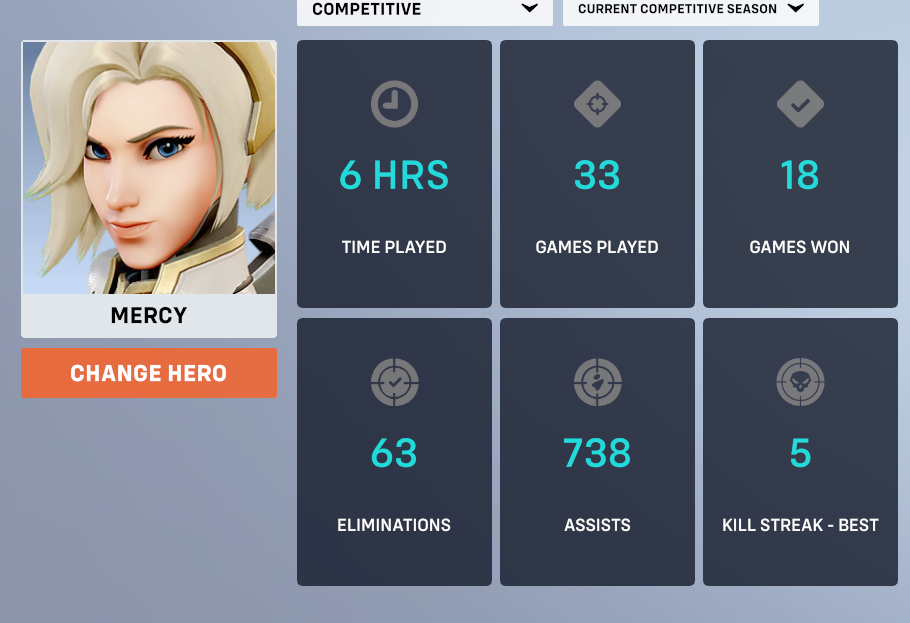 COMPETITIVE
CURRENT COMPETITIVE SEASON
MERCY
CHANGE HERO
6 HRS
TIME PLAYED
33
GAMES PLAYED
18
GAMES WON
63
ELIMINATIONS
738
ASSISTS
5
KILL STREAK - BEST